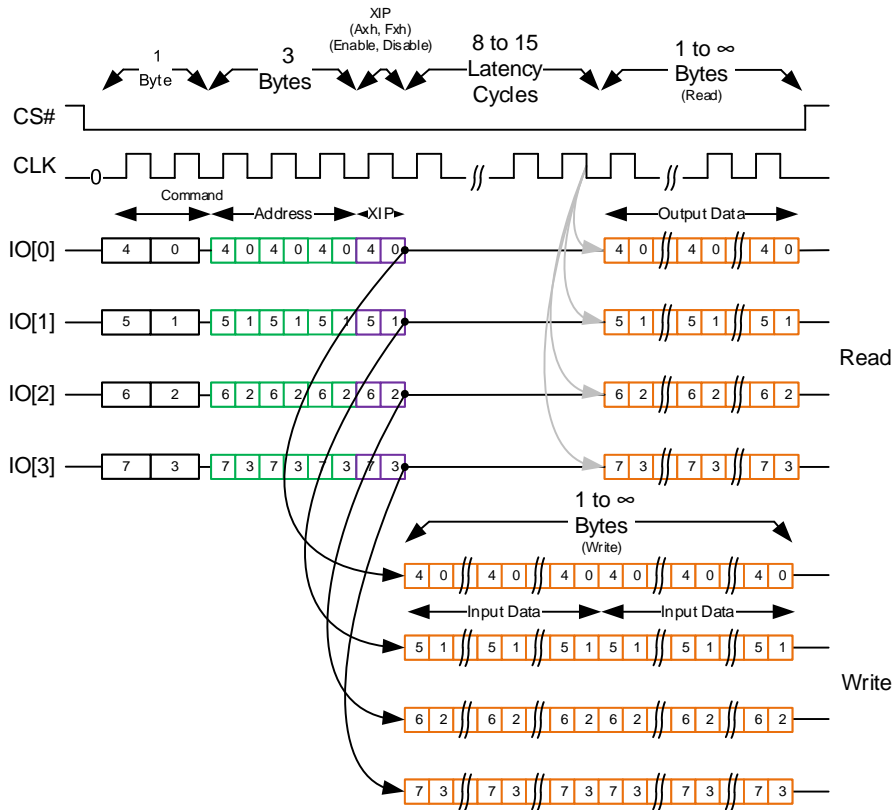 XIP
(Axh, Fxh)
(Enable, Disable)
1
Byte
3
Bytes
8 to 15
Latency
Cycles
1 to ∞
Bytes
(Read)
CS#
CLK
0
Command
Address
XIP
Output Data
IO[0]
4 0 4 0 4 0 4 0 4 0 4 0 4 0 4 0
IO[1]
5 1 5 1 5 1 5 1 5 1 5 1 5 1 5 1
Read
IO[2]
6 2 6 2 6 2 6 2 6 2 6 2 6 2 6 2
IO[3]
7 3 7 3 7 3 7 3 7 3 7 3 7 3 7 3
1 to ∞
Bytes
(Write)
4 0 4 0 4 0 4 0 4 0 4 0
Input Data
Input Data
5 1 5 1 5 1 5 1 5 1 5 1
Write
6 2 6 2 6 2 6 2 6 2 6 2
7 3 7 3 7 3 7 3 7 3 7 3